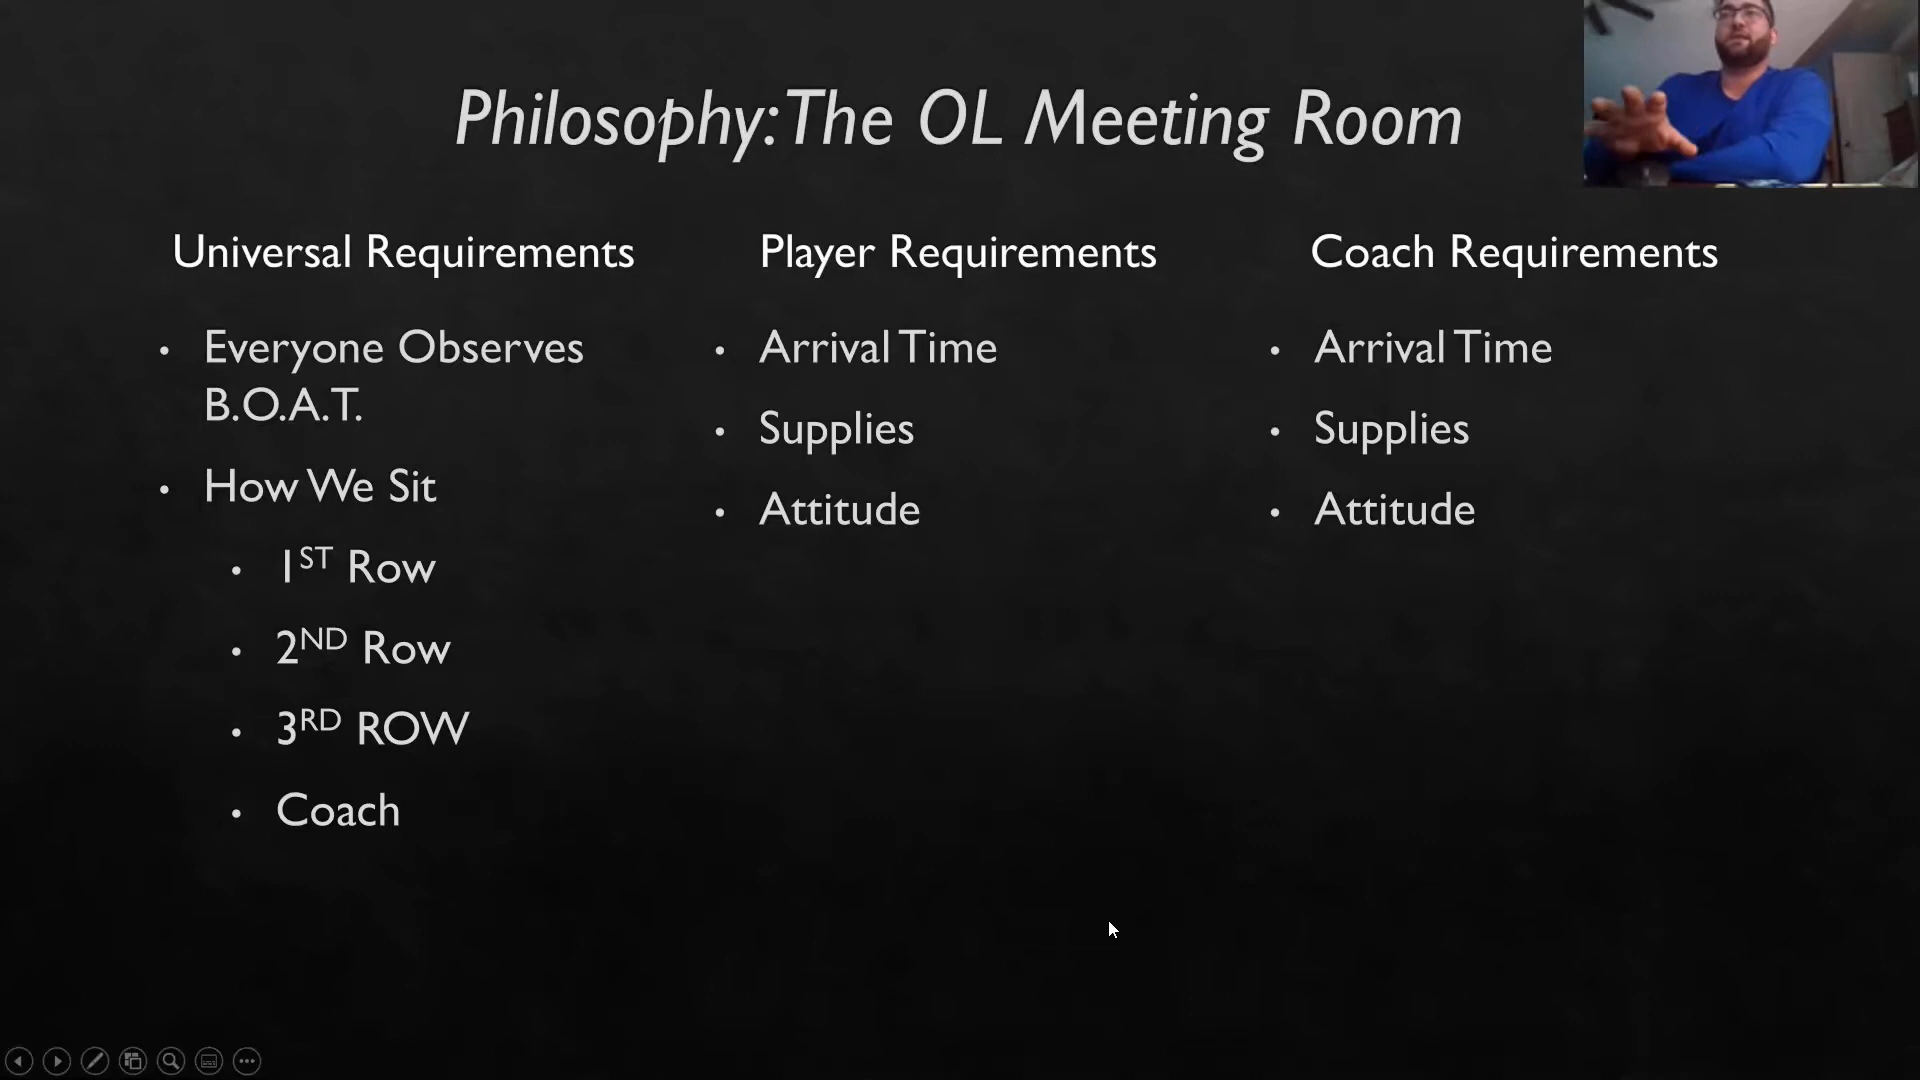 Philosophy: The OL Meeting Room
Universal Requirements
Everyone Observes
B.O.A.T.
How We Sit
1ST Row
2ND Row
3RD ROW
Coach
Player Requirements
Arrival Time
Supplies
Attitude
Coach Requirements
Arrival Time
Supplies
Attitude